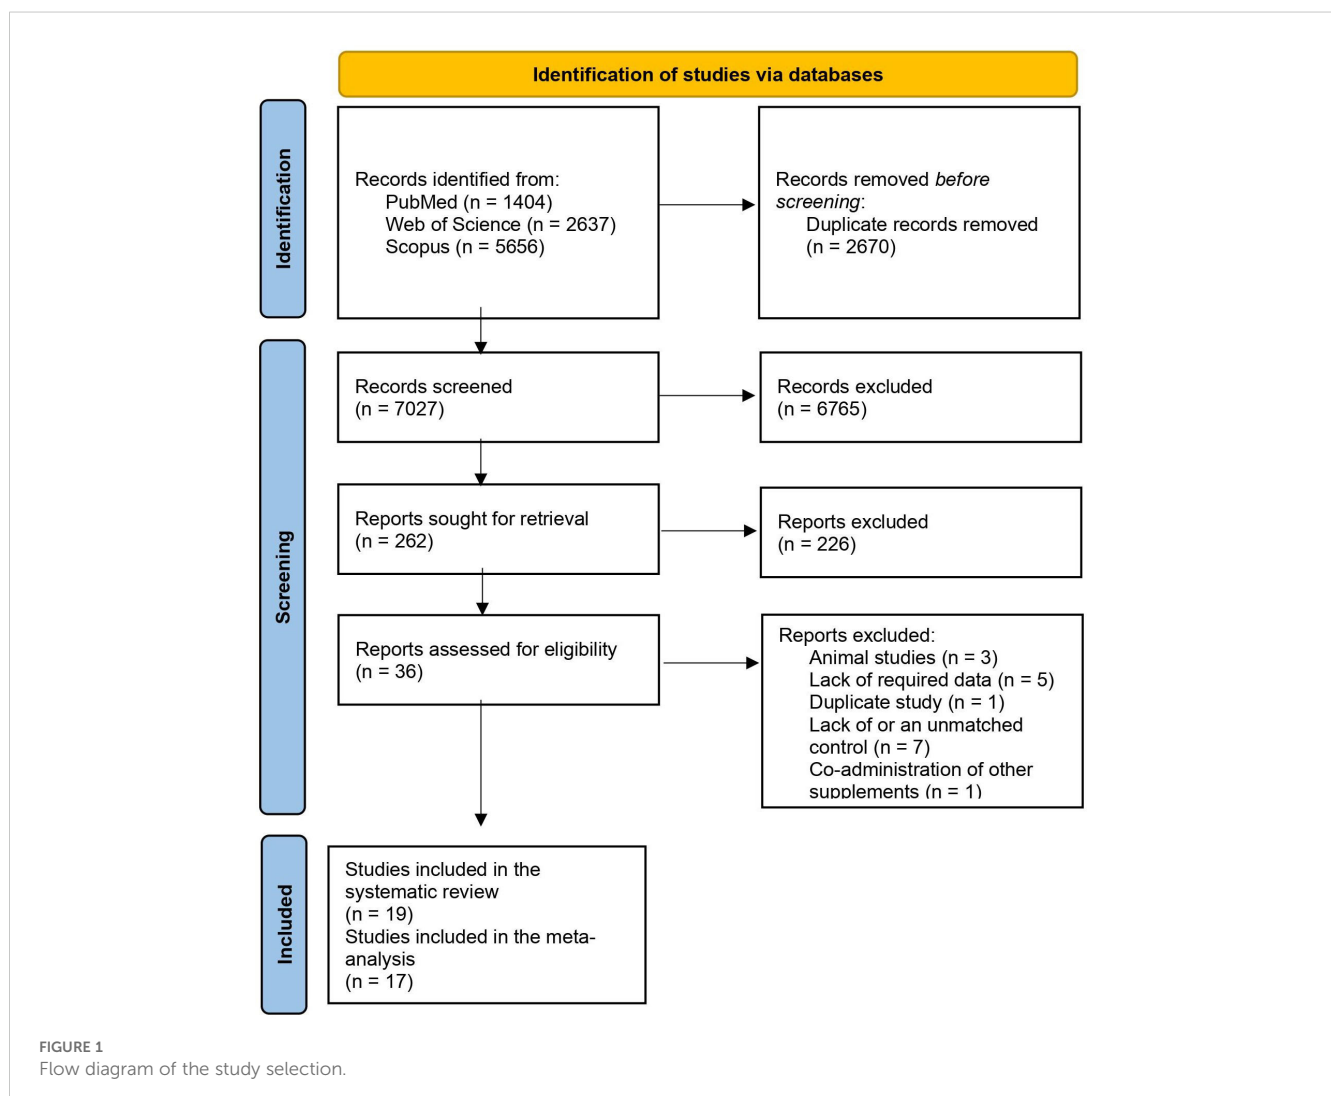 Identification of studies via databases
Identification
Records identified from:
PubMed (n = 1404)
Web of Science (n = 2637)
Scopus (n = 5656)
Records removed before
screening:
Duplicate records removed
(n = 2670)
Screening
Records screened
(n = 7027)
Records excluded
(n = 6765)
Reports sought for retrieval
(n = 262)
Reports excluded
(n = 226)
Reports assessed for eligibility
(n = 36)
Reports excluded:
Animal studies (n = 3)
Lack of required data (n = 5)
Duplicate study (n = 1)
Lack of or an unmatched
control (n = 7)
Co-administration of other
supplements (n = 1)
Included
Studies included in the
systematic review
(n = 19)
Studies included in the meta-
analysis
(n = 17)
FIGURE 1
Flow diagram of the study selection.